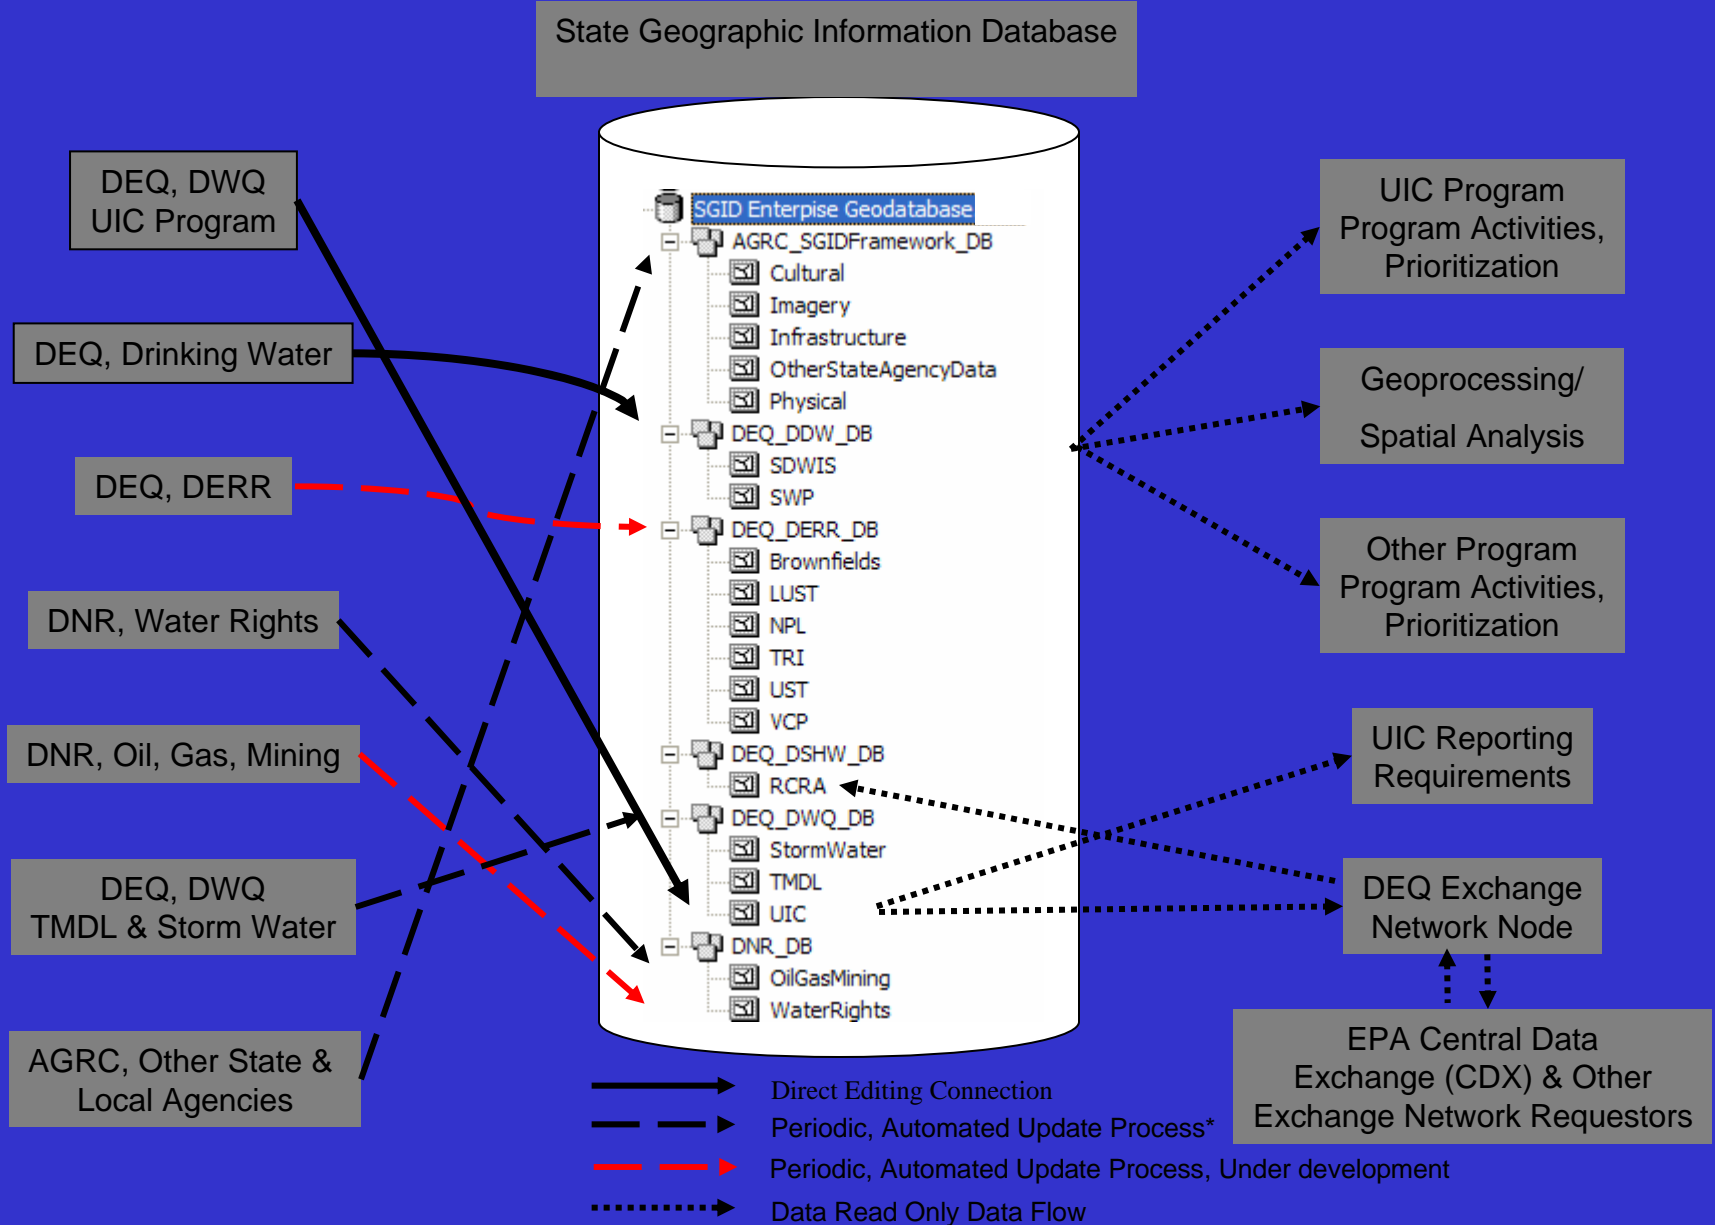 State Geographic Information Database
DEQ, DWQ
UIC Program
DEQ, Drinking Water
DEQ, DERR
DNR, Water Rights
DNR, Oil, Gas, Mining
DEQ, DWQ
TMDL & Storm Water
AGRC, Other State &
Local Agencies
SGID Enterpise Geodatabase
AGRC_SGIDFramework_DB
Cultural
Imagery
Infrastructure
OtherStateAgencyData
Physical
DEQ_DDW_DB
SDWIS
SWP
DEQ_DERR_DB
Brownfields
LUST
NPL
TRI
UST
VCP
DEQ_DSHW_DB
RCRA
DEQ_DWQ_DB
StormWater
TMDL
UIC
DNR_DB
OilGasMining
WaterRights
UIC Program
Program Activities,
Prioritization
Geoprocessing/
Spatial Analysis
Other Program
Program Activities,
Prioritization
UIC Reporting
Requirements
DEQ Exchange
Network Node
EPA Central Data
Exchange (CDX) & Other
Exchange Network Requestors
Direct Editing Connection
Periodic, Automated Update Process*
Periodic, Automated Update Process, Under development
Data Read Only Data Flow